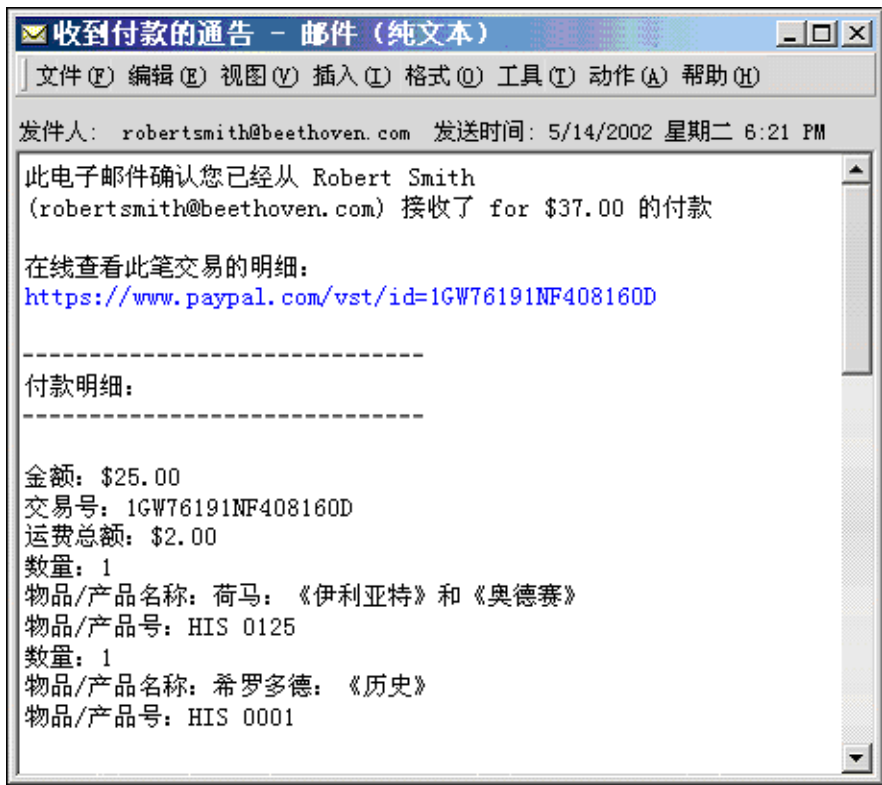 收到付款的通告 - 邮件 (纯文本)
文件(F) 编辑(E) 视图(V) 插入(I) 格式(O) 工具(T) 动作(A) 帮助(H)
发件人: robertsmith@beethoven.com 发送时间: 5/14/2002 星期二 6:21 PM
此电子邮件确认您已经从 Robert Smith
(robertsmith@beethoven.com) 接收了 for $37.00 的付款
在线查看此笔交易的明细:
https://www.paypal.com/vst/id=1GW76191NF408160D
------------------------------
付款明细:
------------------------------
金额: $25.00
交易号: 1GW76191NF408160D
运费总额: $2.00
数量: 1
物品/产品名称: 荷马: 《伊利亚特》和《奥德赛》
物品/产品号: HIS 0125
数量: 1
物品/产品名称: 希罗多德: 《历史》
物品/产品号: HIS 0001